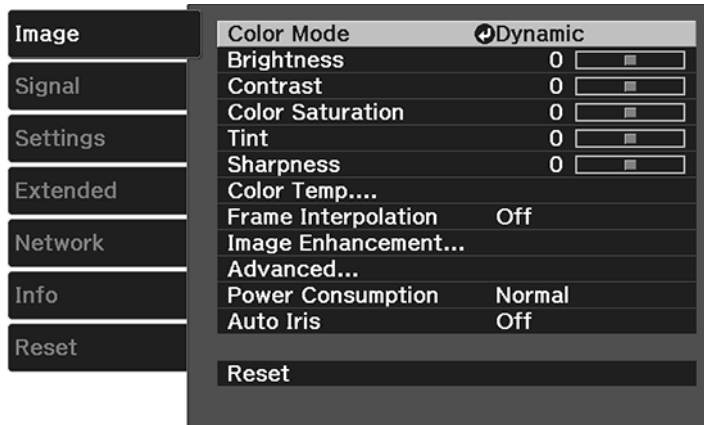 Image
Signal
Settings
Extended
Network
Info
Reset
Color Mode Dynamic
Brightness 0
Contrast 0
Color Saturation 0
Tint 0
Sharpness 0
Color Temp....
Frame Interpolation Off
Image Enhancement...
Advanced...
Power Consumption Normal
Auto Iris Off
Reset